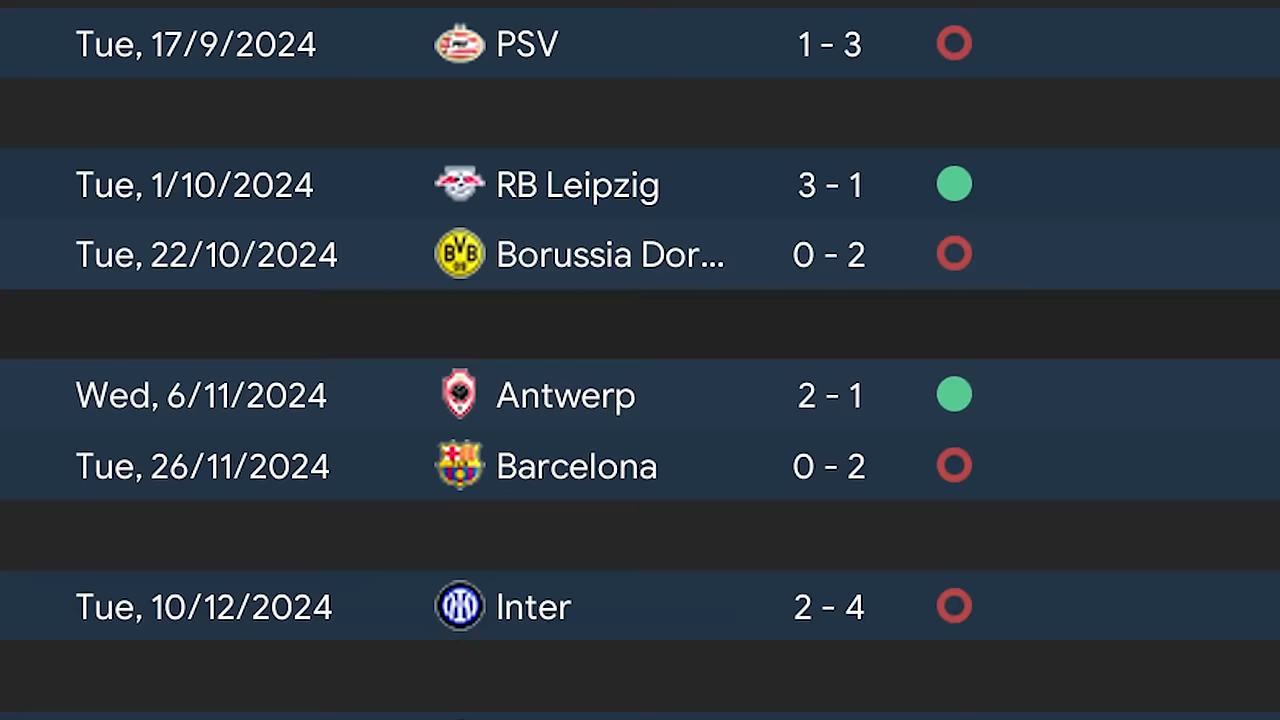 Tue, 17/9/2024 PSV 1 - 3
Tue, 1/10/2024 RB Leipzig 3 - 1
Tue, 22/10/2024 BVB 09 Borussia Dor... 0 - 2
Wed, 6/11/2024 Antwerp 2 - 1
Tue, 26/11/2024 Barcelona 0 - 2
Tue, 10/12/2024 Inter 2 - 4